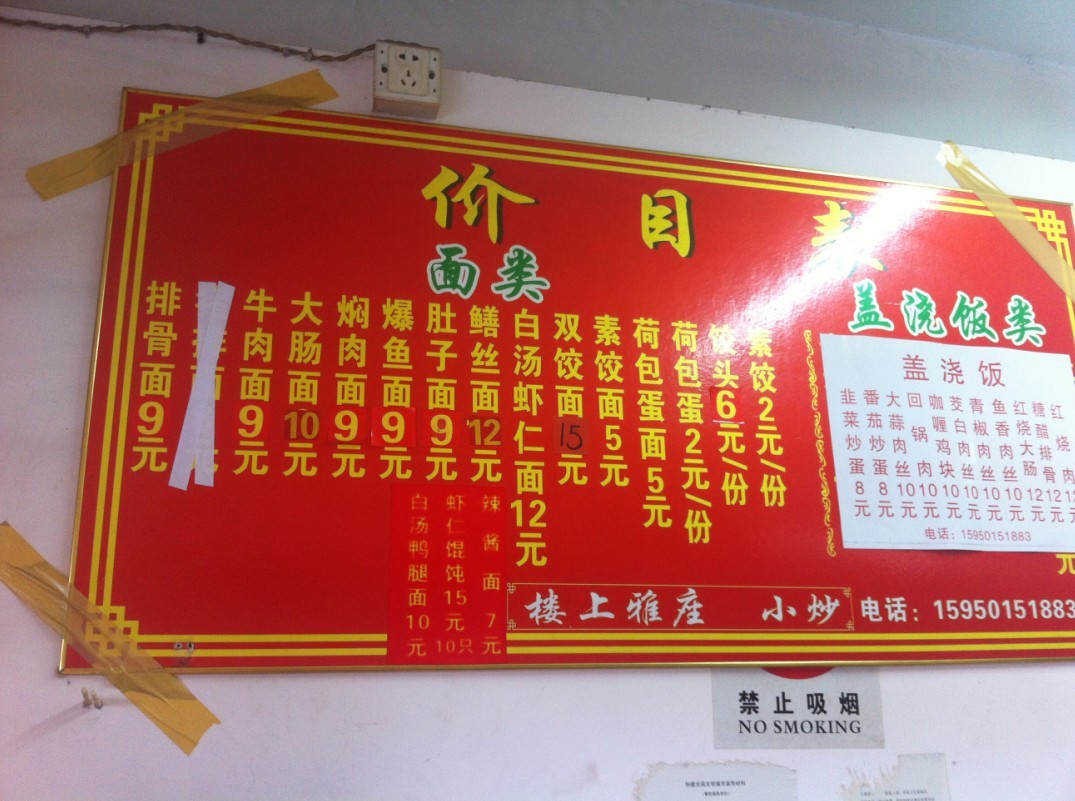 价目表
面类
排骨面9元
牛肉面9元
大肠面10元
焖肉面9元
爆鱼面9元
肚子面9元
鳝丝面12元
白汤虾仁面12元
双饺面15元
素饺面5元
荷包蛋面5元
荷包蛋2元/份
饺头6元/份
素饺2元/份
白汤鸭腿面10元
虾仁馄饨15元10只
辣酱面7元
盖浇饭类
盖浇饭
韭菜炒蛋8元
番茄炒蛋8元
大蒜肉丝10元
回锅肉10元
咖喱鸡块10元
茭白肉丝10元
青椒肉丝10元
鱼香肉丝10元
红烧大肠12元
糖醋排骨12元
红烧肉
电话：15950151883
元
楼上雅座 小炒
电话：15950151883
禁止吸烟
NO SMOKING